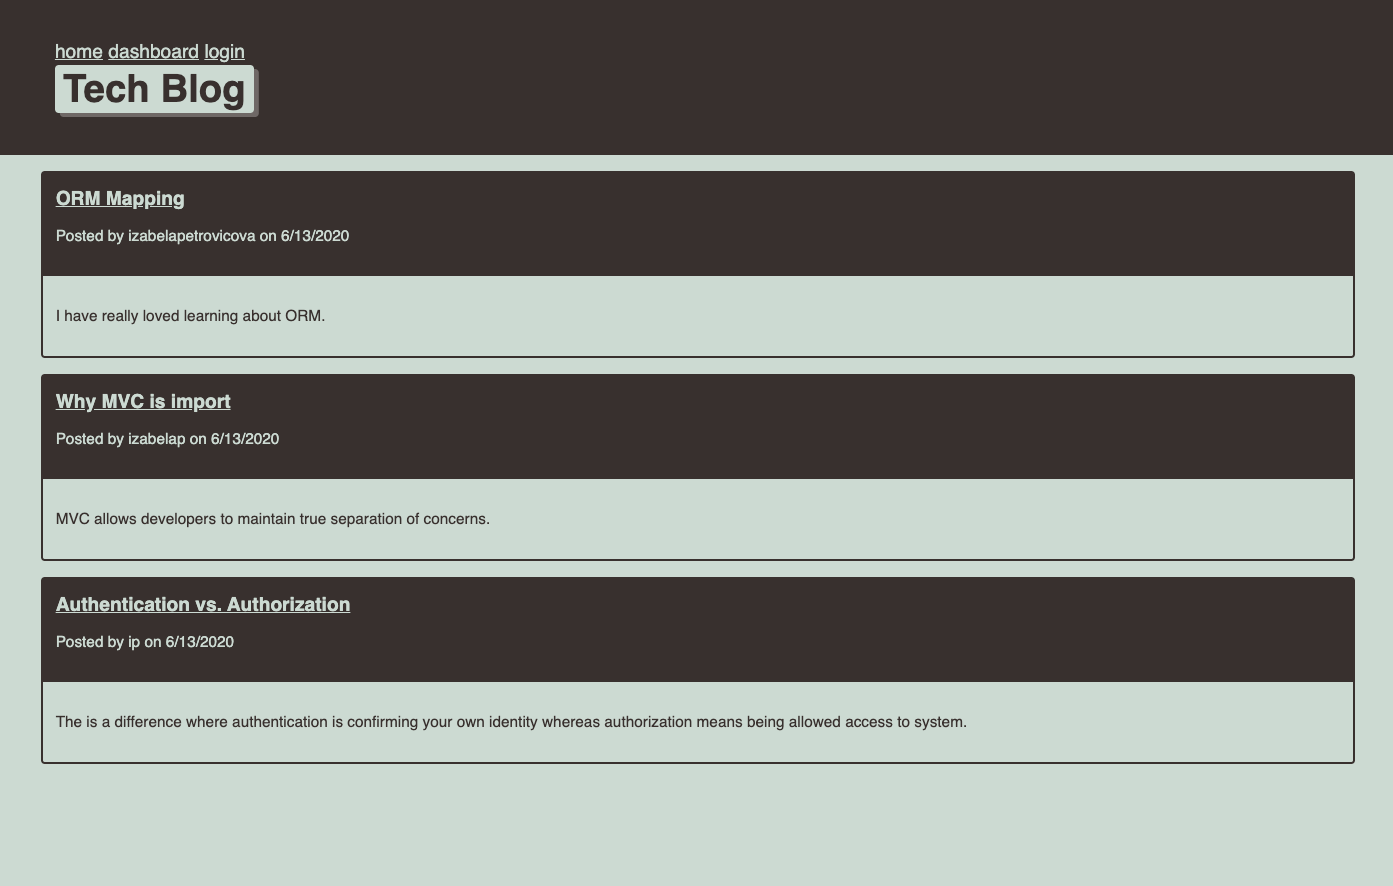 home dashboard login
Tech Blog
ORM Mapping
Posted by izabelapetrovicova on 6/13/2020
I have really loved learning about ORM.
Why MVC is import
Posted by izabelap on 6/13/2020
MVC allows developers to maintain true separation of concerns.
Authentication vs. Authorization
Posted by ip on 6/13/2020
The is a difference where authentication is confirming your own identity whereas authorization means being allowed access to system.